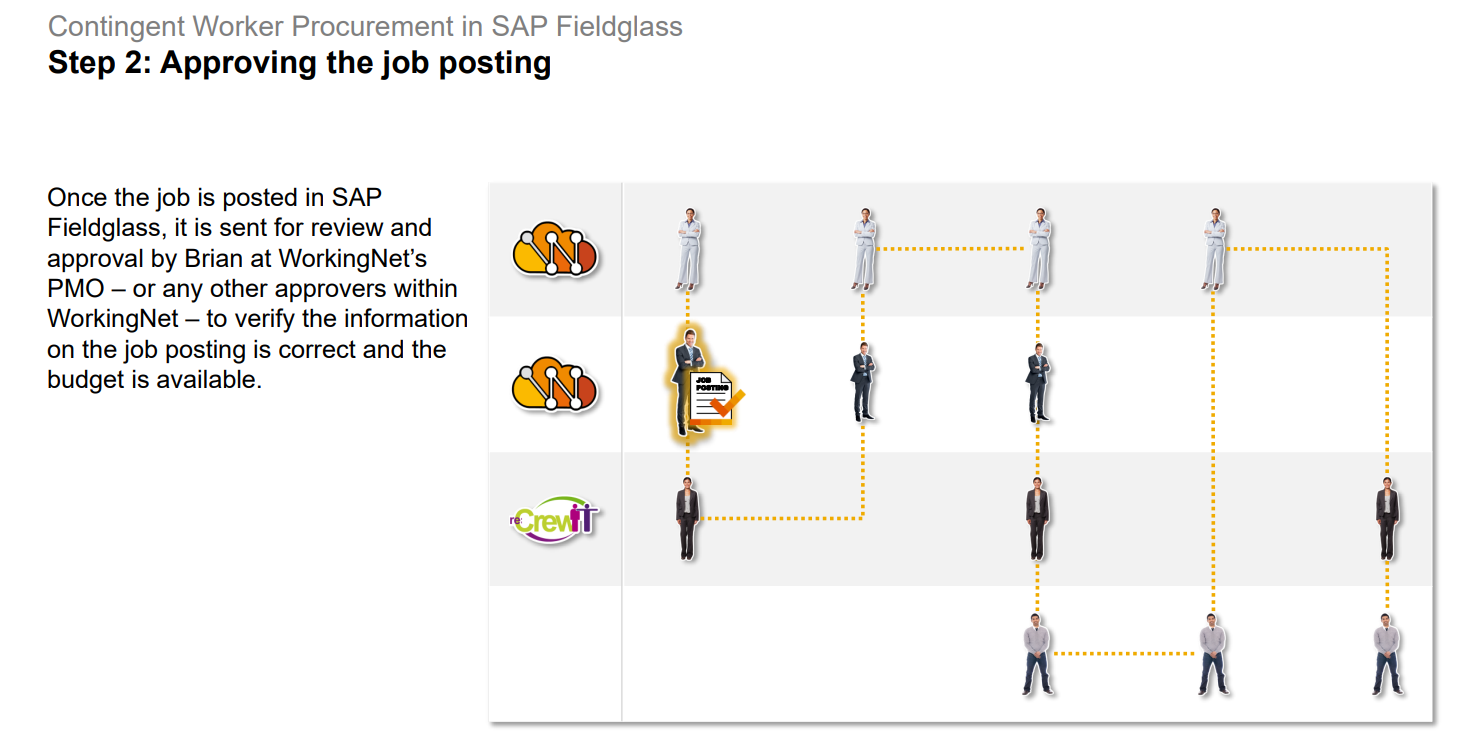 Contingent Worker Procurement in SAP Fieldglass
Step 2: Approving the job posting
Once the job is posted in SAP
Fieldglass, it is sent for review and
approval by Brian at WorkingNet’s
PMO – or any other approvers within
WorkingNet – to verify the information
on the job posting is correct and the
budget is available.
JOB
POSTING
re:CrewIT